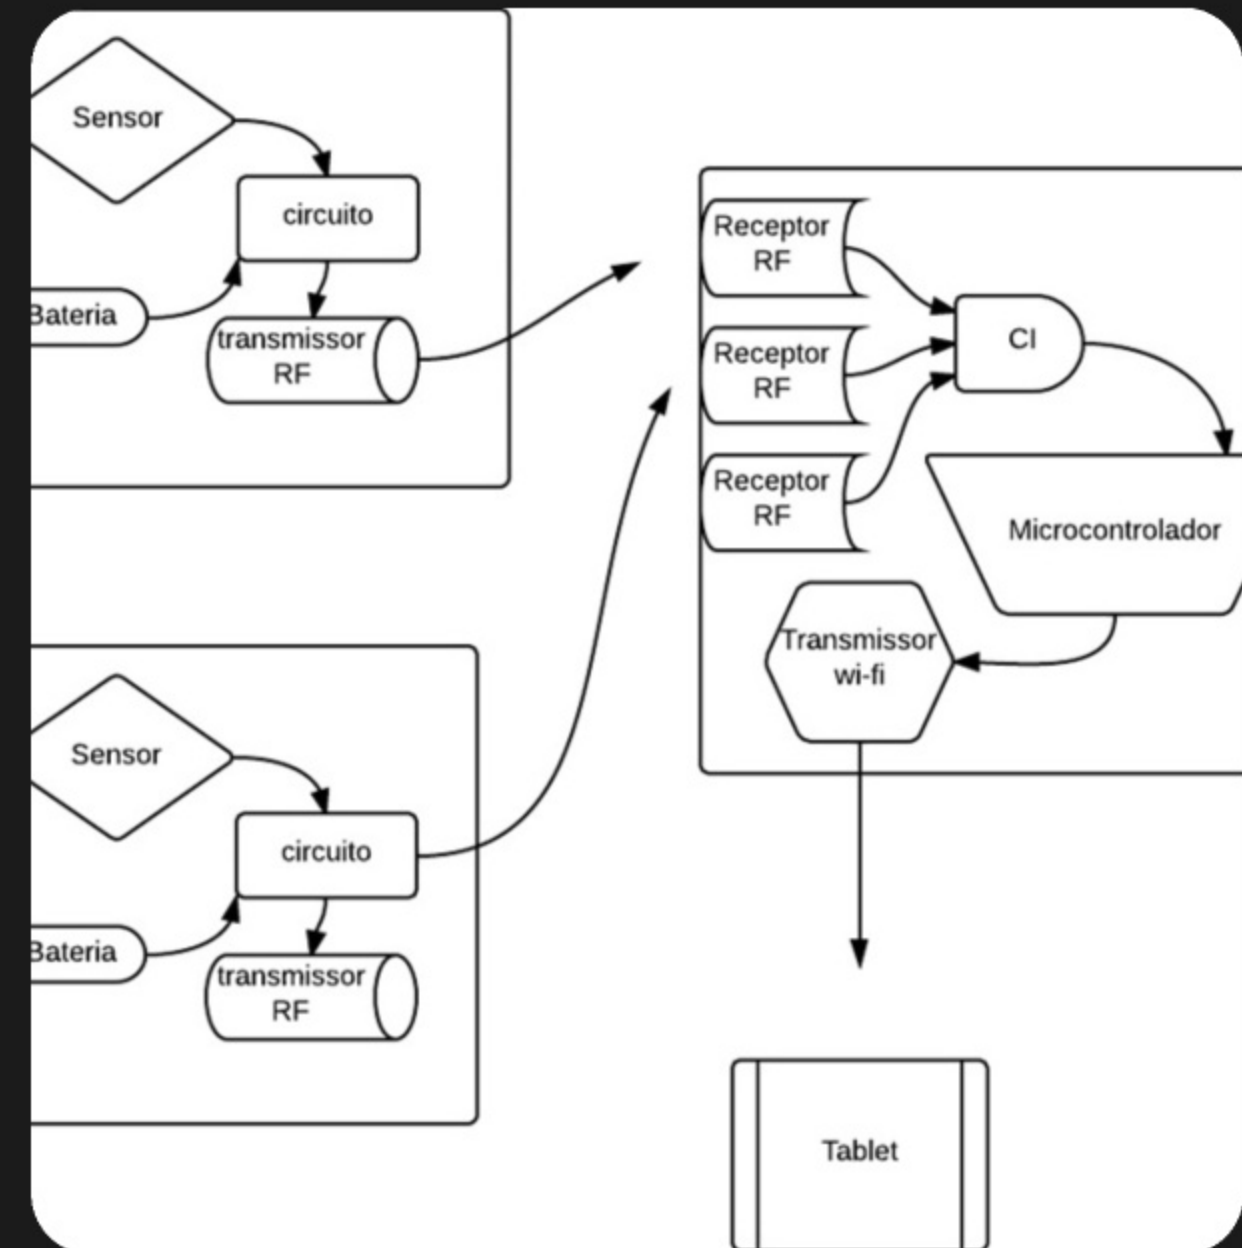 Sensor
circuito
Bateria
transmissor
RF
Sensor
circuito
Bateria
transmissor
RF
Receptor
RF
Receptor
RF
Receptor
RF
CI
Microcontrolador
Transmissor
wi-fi
Tablet